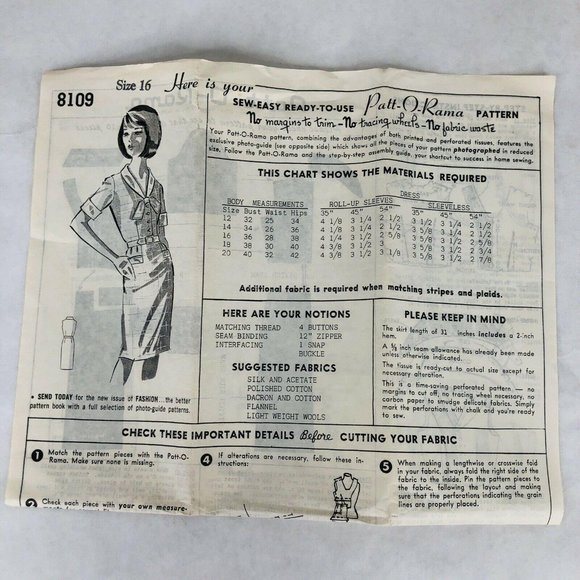 8109
Size 16 Here is your
SEW-EASY READY-TO-USE Patt-O-Rama PATTERN
No margins to trim - No tracing wheels - No fabric waste
Your Patt-O-Rama pattern, combining the advantages of both printed and perforated tissues, features the
exclusive photo-guide (see opposite side) which shows all the pieces of your pattern photographed in reduced
size. Follow the Patt-O-Rama and the step-by-step assembly guide, your shortcut to success in home sewing.
THIS CHART SHOWS THE MATERIALS REQUIRED
DRESS
BODY MEASUREMENTS ROLL-UP SLEEVES SLEEVELESS
Size Bust Waist Hips 35" 45" 54" 35" 45" 54"
12 32 25 34 4 1/8 3 1/4 2 1/2 3 1/2 3 1/2 2 1/2
14 34 26 36 4 1/4 3 1/4 2 1/2 3 5/8 3 1/4 2 1/2
16 36 28 38 4 1/4 3 1/2 2 5/8 3 5/8 3 1/2 2 5/8
18 38 30 40 4 3/8 3 1/2 3 3 5/8 3 1/2 2 3/4
20 40 32 42 4 3/8 3 1/2 3 1/8 3 5/8 3 1/2 2 7/8
Additional fabric is required when matching stripes and plaids.
HERE ARE YOUR NOTIONS
MATCHING THREAD 4 BUTTONS
SEAM BINDING 12" ZIPPER
INTERFACING 1 SNAP
BUCKLE
SUGGESTED FABRICS
SILK AND ACETATE
POLISHED COTTON
DACRON AND COTTON
FLANNEL
LIGHT WEIGHT WOOLS
PLEASE KEEP IN MIND
The skirt length of 31 inches includes a 2-inch
hem.
A 5/8 inch seam allowance has already been made
unless otherwise indicated.
The tissue is ready-cut to actual size except for
necessary alteration.
This is a time-saving perforated pattern — no
margins to cut off, no tracing wheel necessary, no
carbon paper to smudge delicate fabrics. Simply
mark the perforations with chalk and you're ready
to sew.
• SEND TODAY for the new issue of FASHION...the better
pattern book with a full selection of photo-guide patterns.
CHECK THESE IMPORTANT DETAILS Before CUTTING YOUR FABRIC
1 Match the pattern pieces with the Patt-O-
Rama. Make sure none is missing.
2 Check each piece with your own measure-
4 If alterations are necessary, follow these in-
structions:
5 When making a lengthwise or crosswise fold
in your fabric, always fold the right side of
the fabric to the inside. Pin the pattern pieces to
the fabric, following the layout and making
sure that the perforations indicating the grain
lines are properly placed.